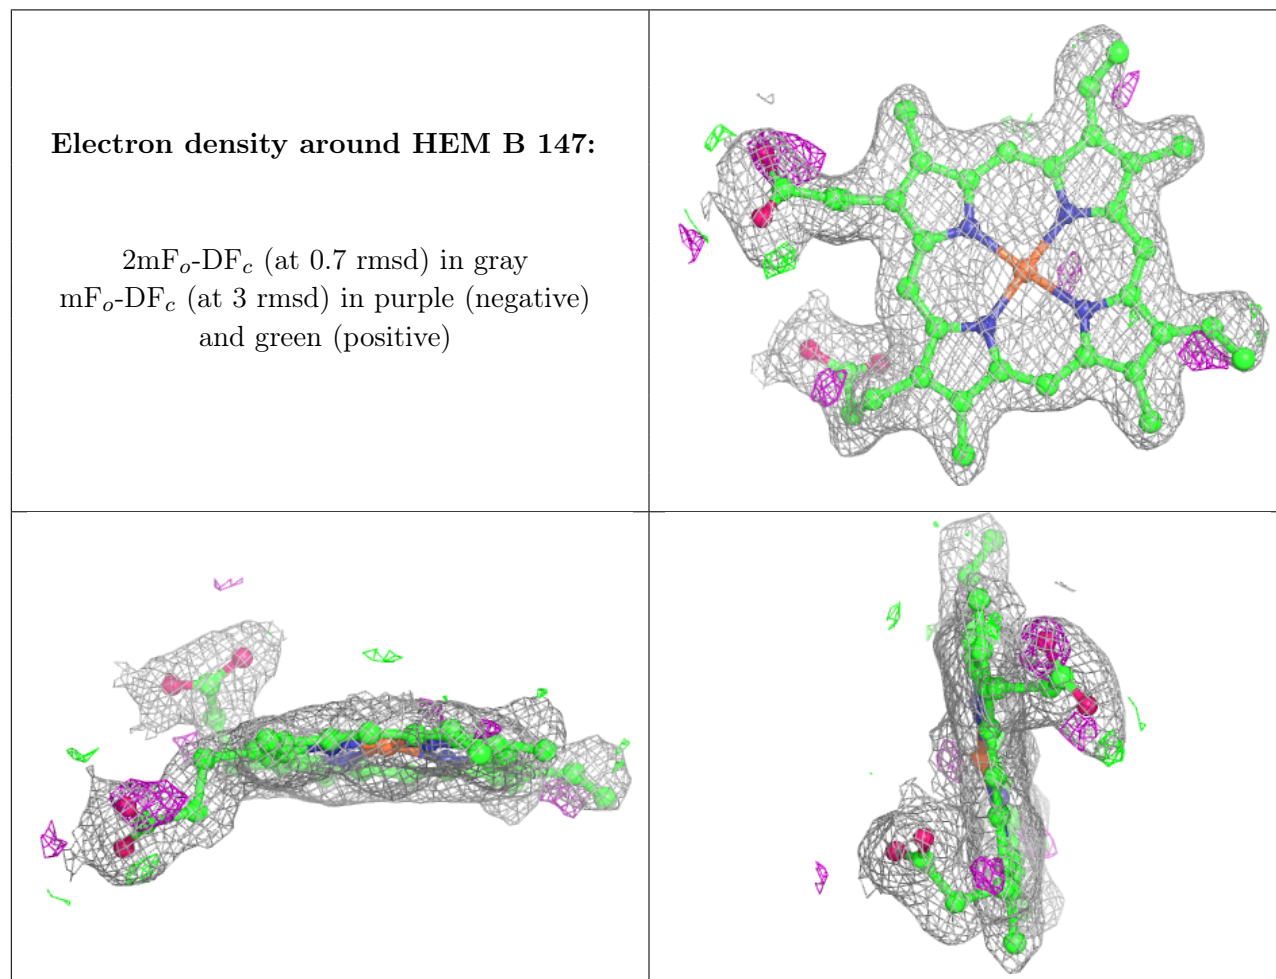 Electron density around HEM B 147:
2mFo-DFc (at 0.7 rmsd) in gray
mFo-DFc (at 3 rmsd) in purple (negative)
and green (positive)